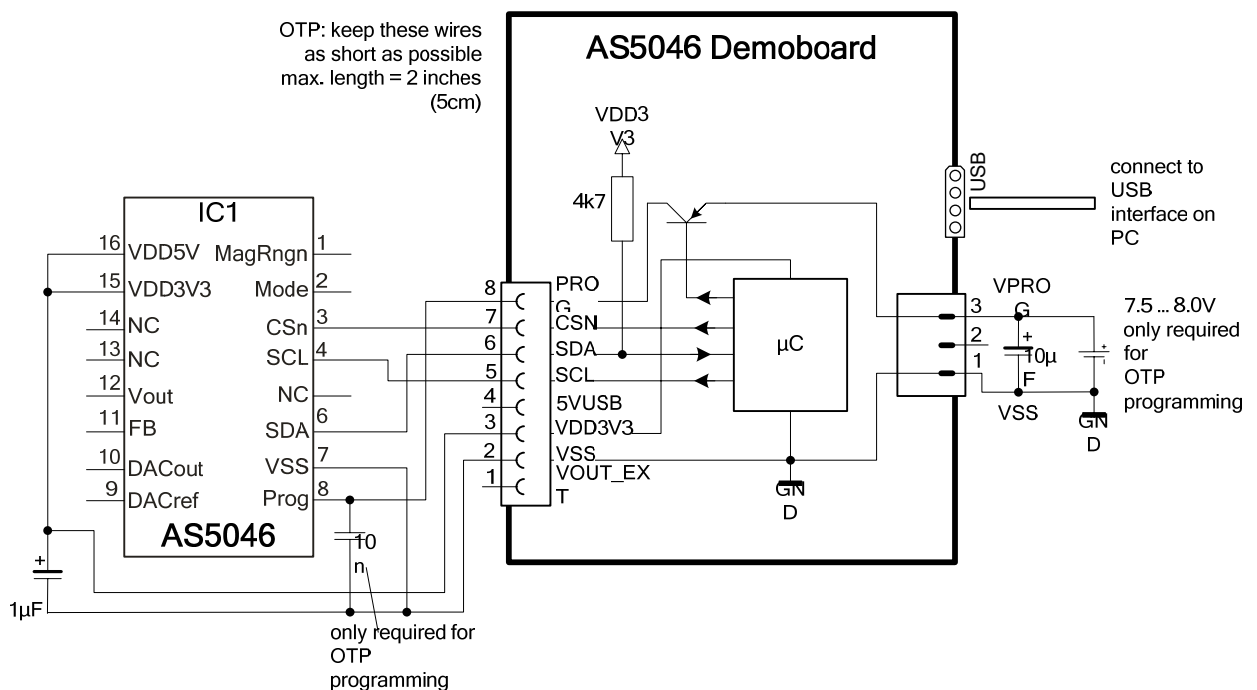 OTP: keep these wires
as short as possible
max. length = 2 inches
(5cm)
AS5046 Demoboard
VDD3
V3
4k7
USB
connect to
USB
interface on
PC
IC1
16
VDD5V
MagRngn
1
15
VDD3V3
Mode
2
14
NC
CSn
3
13
NC
SCL
4
12
Vout
NC
11
FB
SDA
6
10
DACout
VSS
7
9
DACref
Prog
8
AS5046
8
PRO
G
7
CSN
6
SDA
5
SCL
4
5VUSB
3
VDD3V3
2
VSS
1
VOUT_EX
T
µC
GN
D
3
2
1
VPRO
G
+
10µ
F
VSS
+
-
GN
D
7.5 ... 8.0V
only required
for
OTP
programming
+
1µF
10
n
only required for
OTP
programming